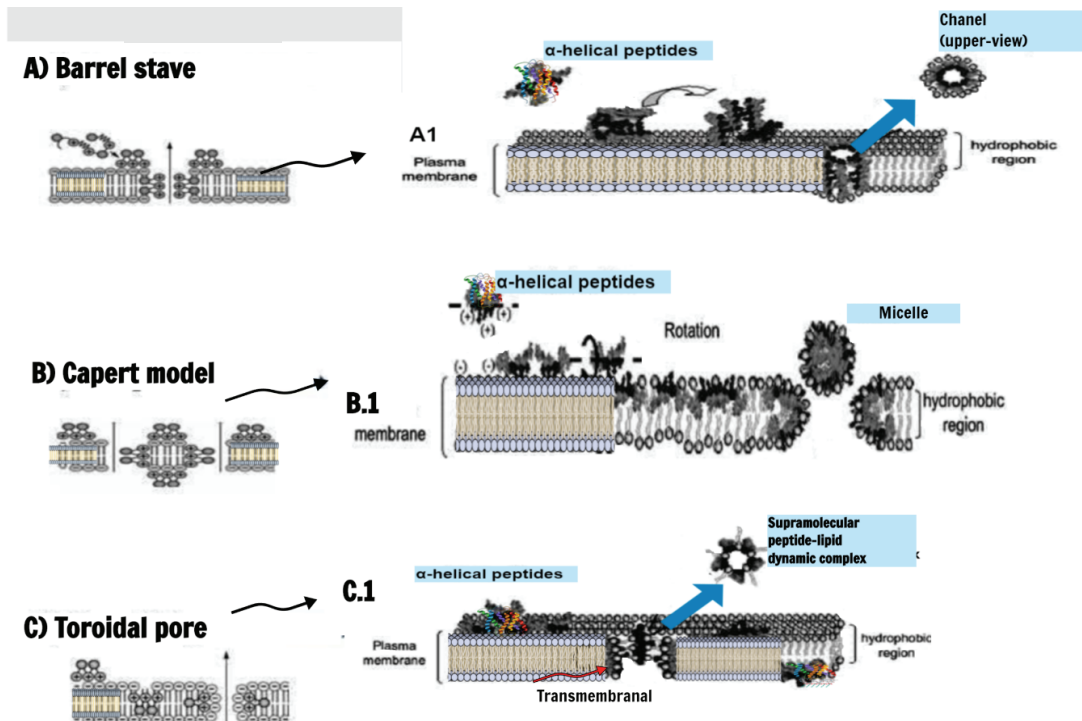 A) Barrel stave
α-helical peptides
Chanel
(upper-view)
A1
Plasma
membrane
hydrophobic
region
α-helical peptides
(+) (+)
(+)
(-) (-)
Rotation
Micelle
B) Capert model
B.1
membrane
hydrophobic
region
Supramolecular
peptide-lipid
dynamic complex
α-helical peptides
C.1
C) Toroidal pore
Plasma
membrane
hydrophobic
region
Transmembranal